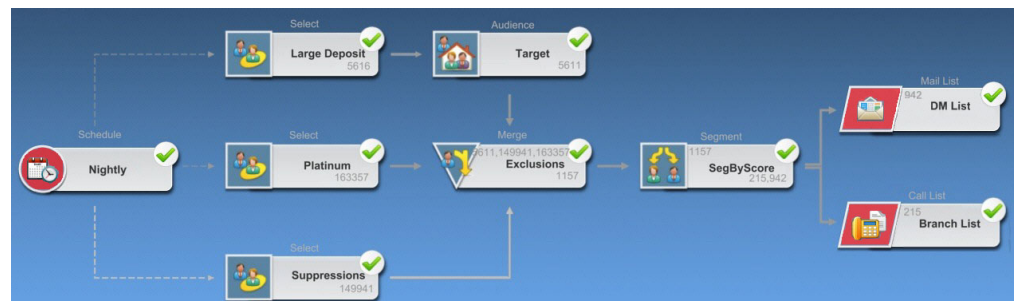 Select
Large Deposit
5616
Audience
Target
5611
Mail List
942
DM List
Schedule
Nightly
Select
Platinum
163357
Merge
5611,149941,163357
Exclusions
1157
Segment
1157
SegByScore
215,942
Call List
215
Branch List
Select
Suppressions
149941